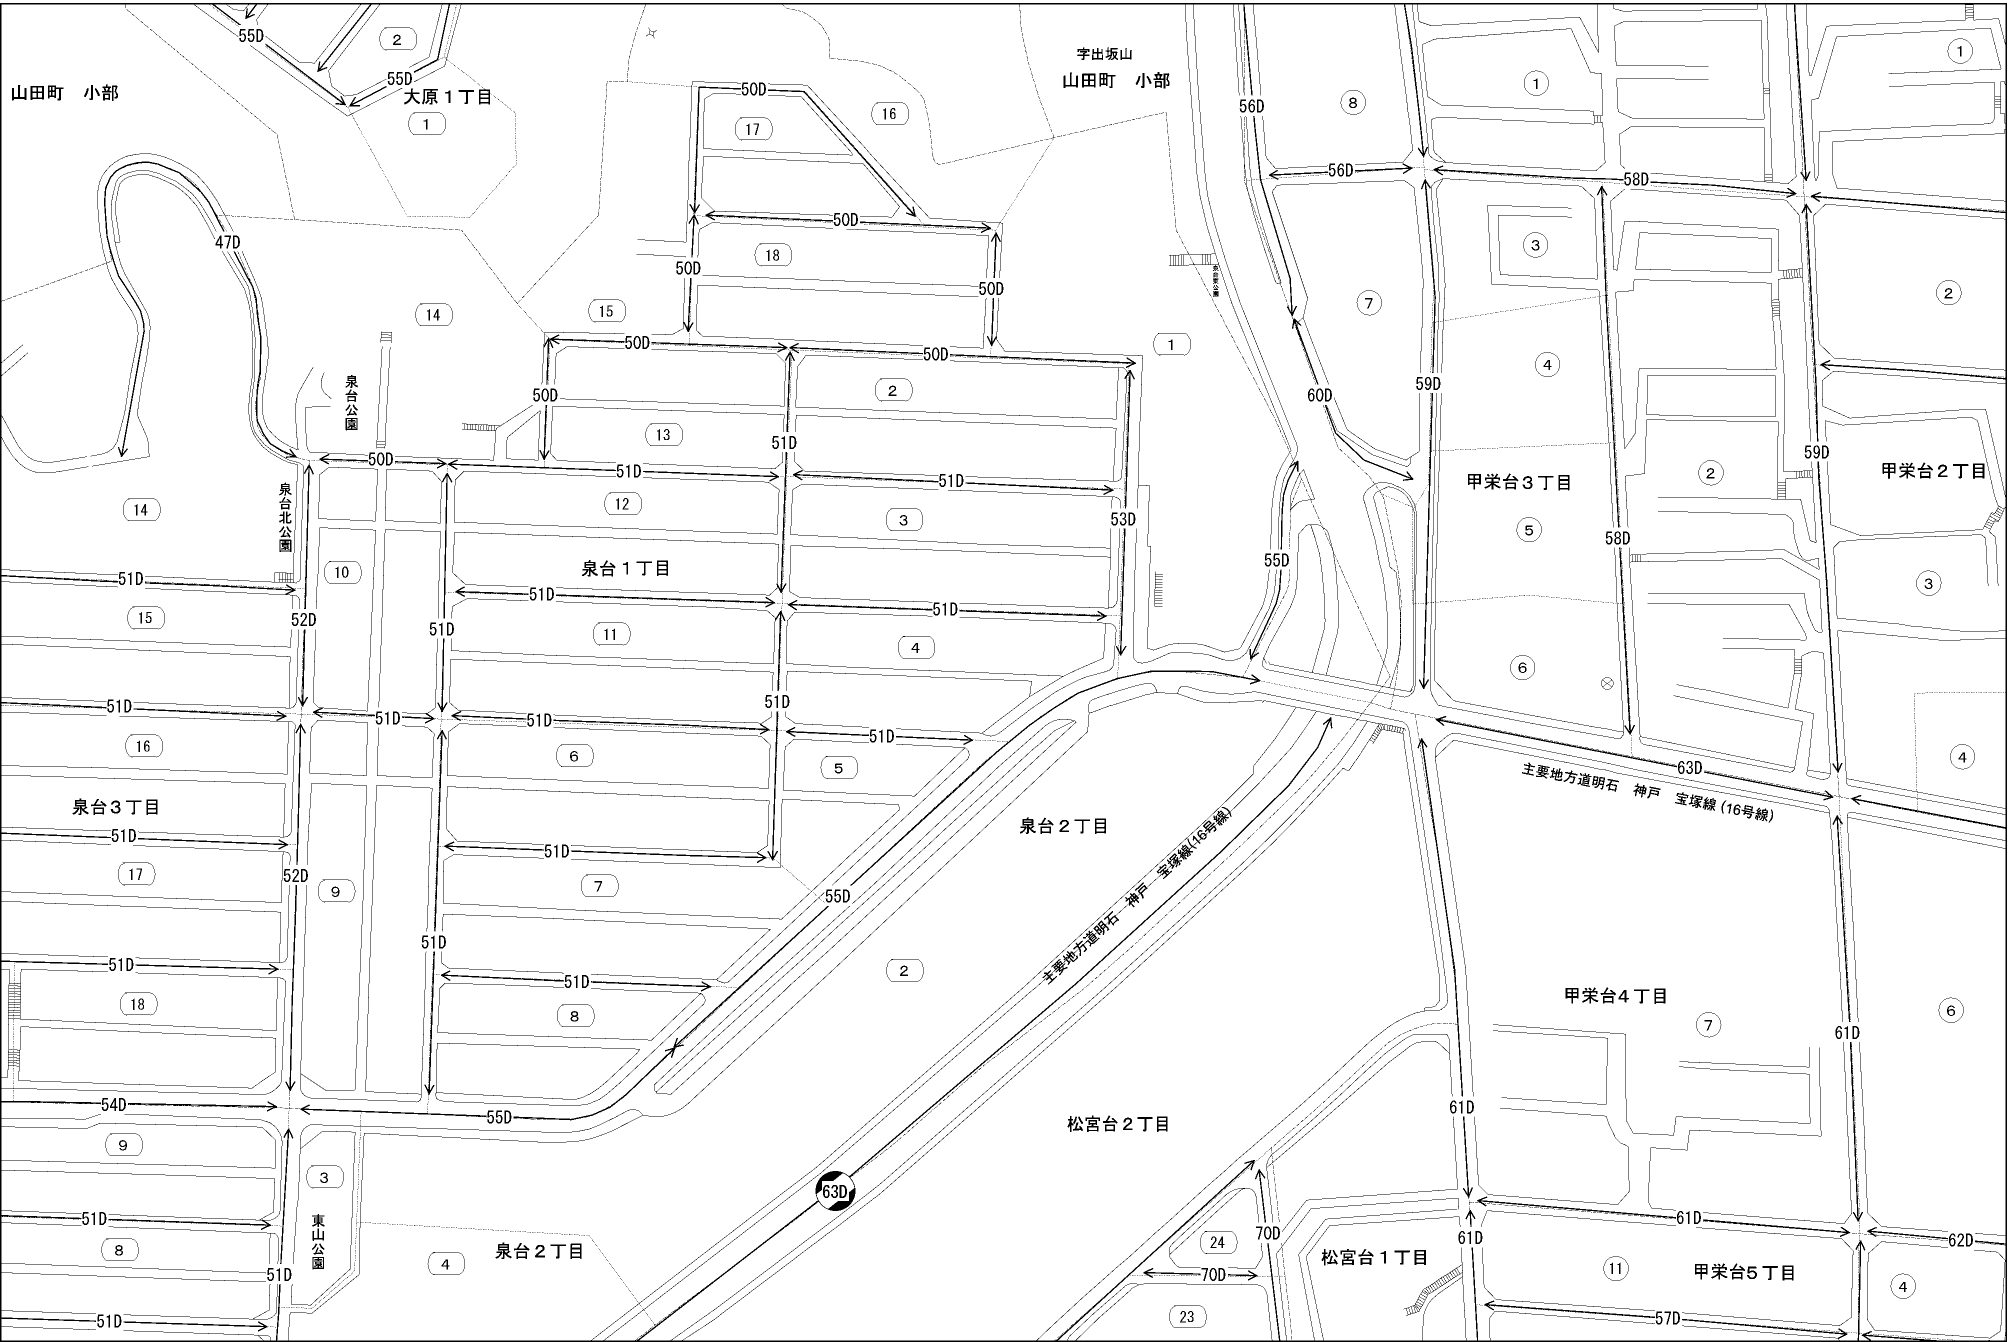 55D
2
55D
大原１丁目
1
山田町　小部
字出坂山
山田町　小部
50D
17
16
56D
8
1
1
56D
58D
47D
50D
50D
18
50D
泉台東公園
3
7
2
14
15
50D
50D
1
4
59D
60D
泉台公園
50D
2
13
51D
50D
51D
51D
59D
2
甲栄台３丁目
甲栄台２丁目
泉台北公園
14
12
3
53D
5
58D
泉台１丁目
55D
10
51D
51D
51D
3
15
52D
51D
11
4
6
51D
51D
51D
51D
51D
16
6
5
4
63D
主要地方道明石　神戸　宝塚線 (16号線)
泉台３丁目
51D
51D
泉台２丁目
主要地方道明石　神戸　宝塚線(16号線)
17
52D
9
7
55D
51D
51D
51D
2
18
8
甲栄台４丁目
7
6
61D
54D
55D
61D
松宮台２丁目
9
3
63D
51D
東山公園
泉台２丁目
8
4
51D
51D
70D
24
70D
23
松宮台１丁目
61D
61D
62D
11
甲栄台５丁目
4
57D